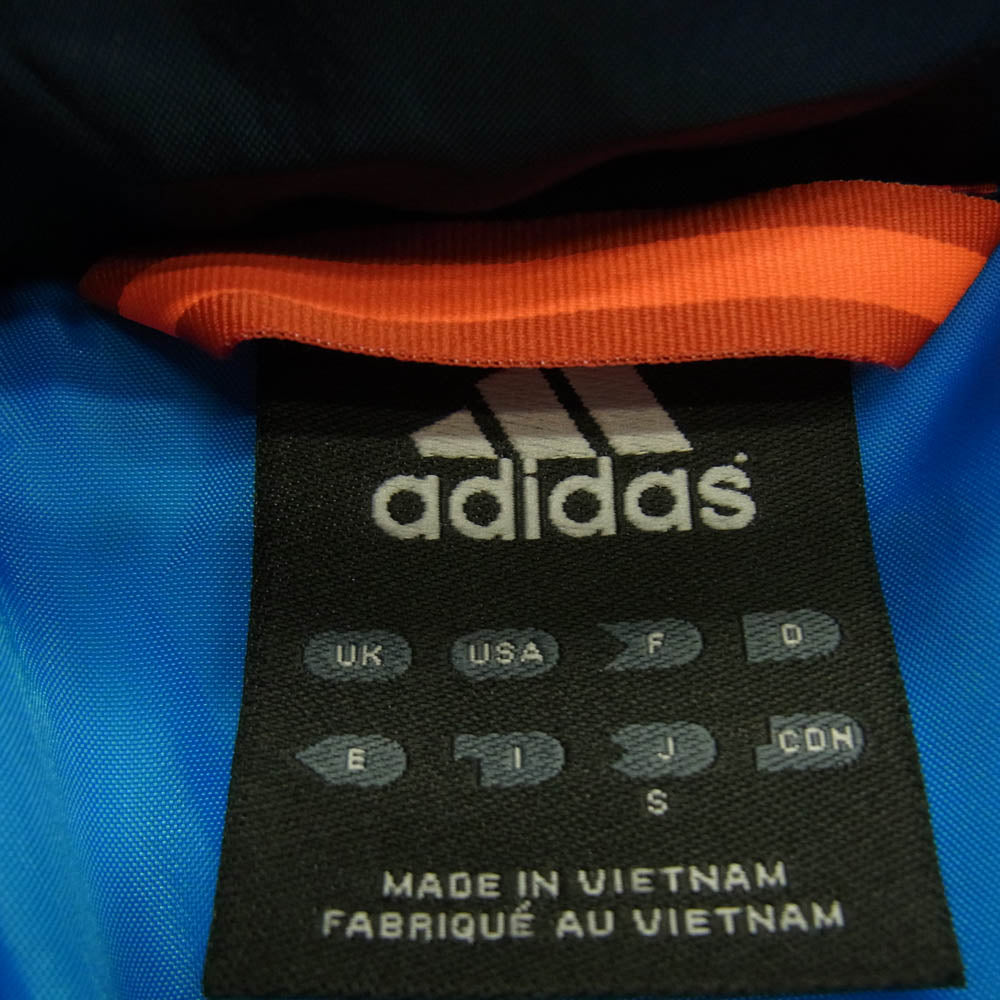 adidas
UK USA F D
E I J CDN
S
MADE IN VIETNAM
FABRIQUÉ AU VIETNAM